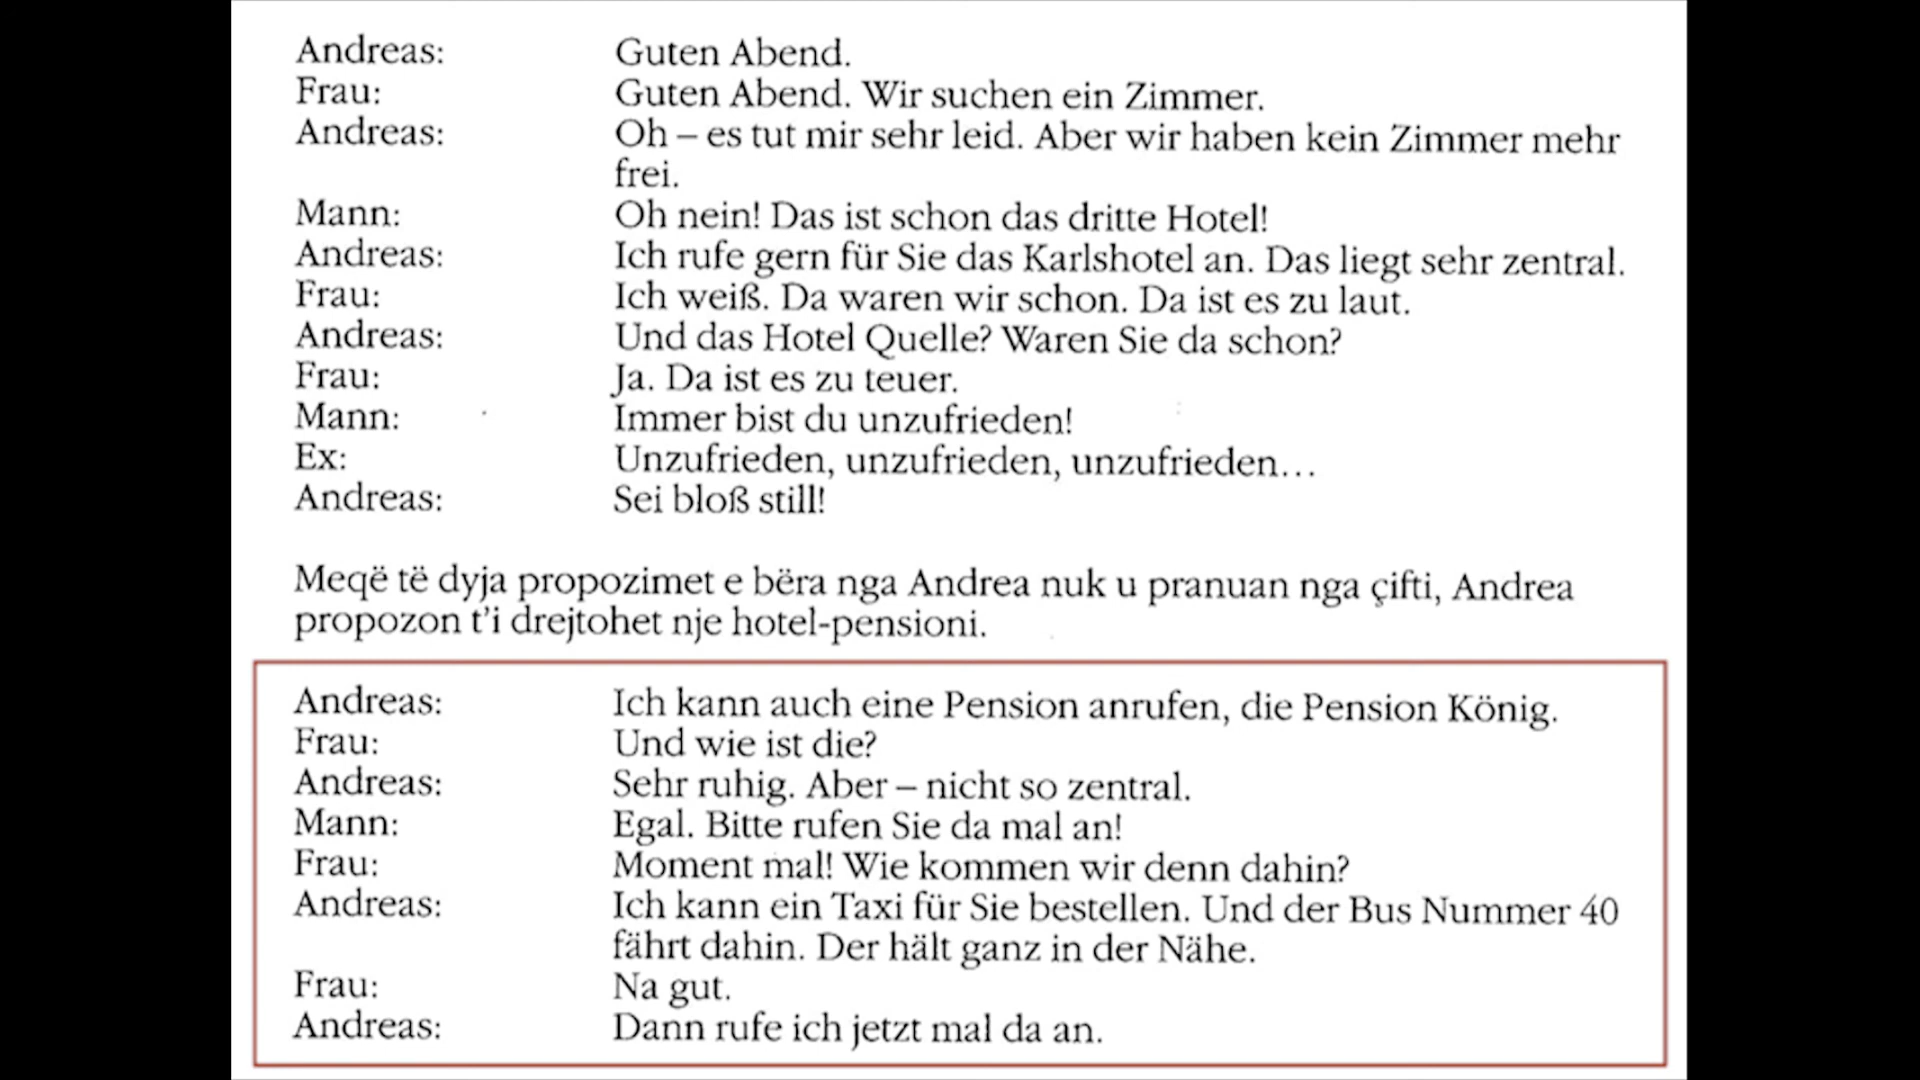 Andreas: Guten Abend.
Frau: Guten Abend. Wir suchen ein Zimmer.
Andreas: Oh – es tut mir sehr leid. Aber wir haben kein Zimmer mehr
frei.
Mann: Oh nein! Das ist schon das dritte Hotel!
Andreas: Ich rufe gern für Sie das Karlshotel an. Das liegt sehr zentral.
Frau: Ich weiß. Da waren wir schon. Da ist es zu laut.
Andreas: Und das Hotel Quelle? Waren Sie da schon?
Frau: Ja. Da ist es zu teuer.
Mann: Immer bist du unzufrieden!
Ex: Unzufrieden, unzufrieden, unzufrieden...
Andreas: Sei bloß still!
Meqë të dyja propozimet e bëra nga Andrea nuk u pranuan nga çifti, Andrea
propozon t'i drejtohet nje hotel-pensioni.
Andreas: Ich kann auch eine Pension anrufen, die Pension König.
Frau: Und wie ist die?
Andreas: Sehr ruhig. Aber – nicht so zentral.
Mann: Egal. Bitte rufen Sie da mal an!
Frau: Moment mal! Wie kommen wir denn dahin?
Andreas: Ich kann ein Taxi für Sie bestellen. Und der Bus Nummer 40
fährt dahin. Der hält ganz in der Nähe.
Frau: Na gut.
Andreas: Dann rufe ich jetzt mal da an.